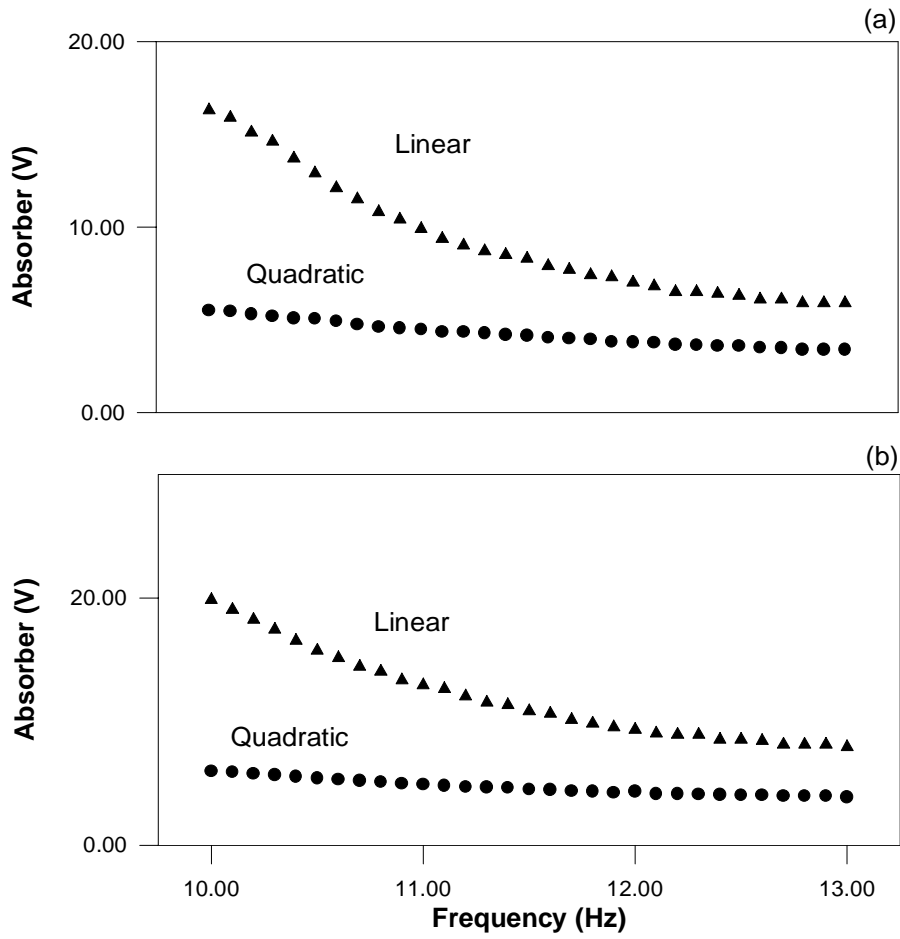 (a)
20.00
Linear
10.00
Quadratic
0.00
Absorber (V)
(b)
20.00
Linear
Quadratic
0.00
Absorber (V)
10.00 11.00 12.00 13.00
Frequency (Hz)